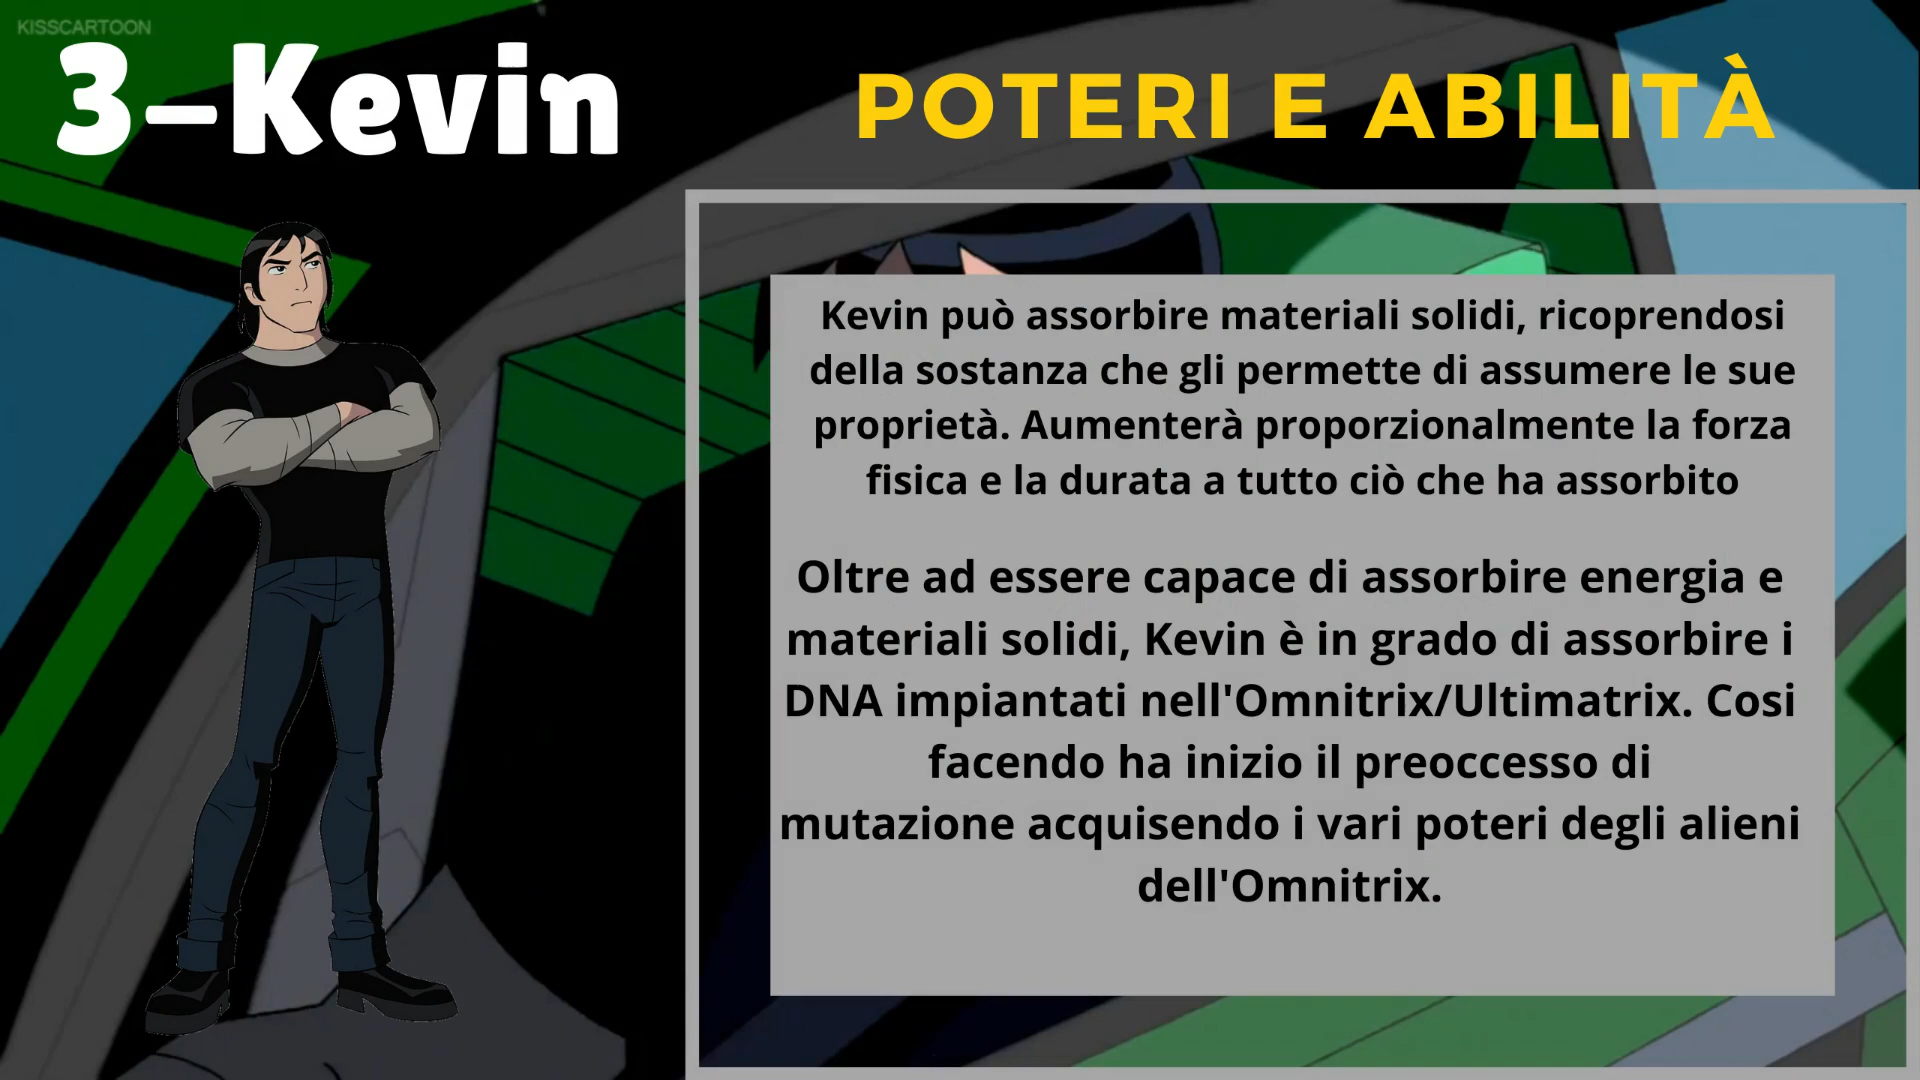 KISSCARTOON
3-Kevin
POTERI E ABILITÀ
Kevin può assorbire materiali solidi, ricoprendosi
della sostanza che gli permette di assumere le sue
proprietà. Aumenterà proporzionalmente la forza
fisica e la durata a tutto ciò che ha assorbito
Oltre ad essere capace di assorbire energia e
materiali solidi, Kevin è in grado di assorbire i
DNA impiantati nell'Omnitrix/Ultimatrix. Cosi
facendo ha inizio il preoccesso di
mutazione acquisendo i vari poteri degli alieni
dell'Omnitrix.